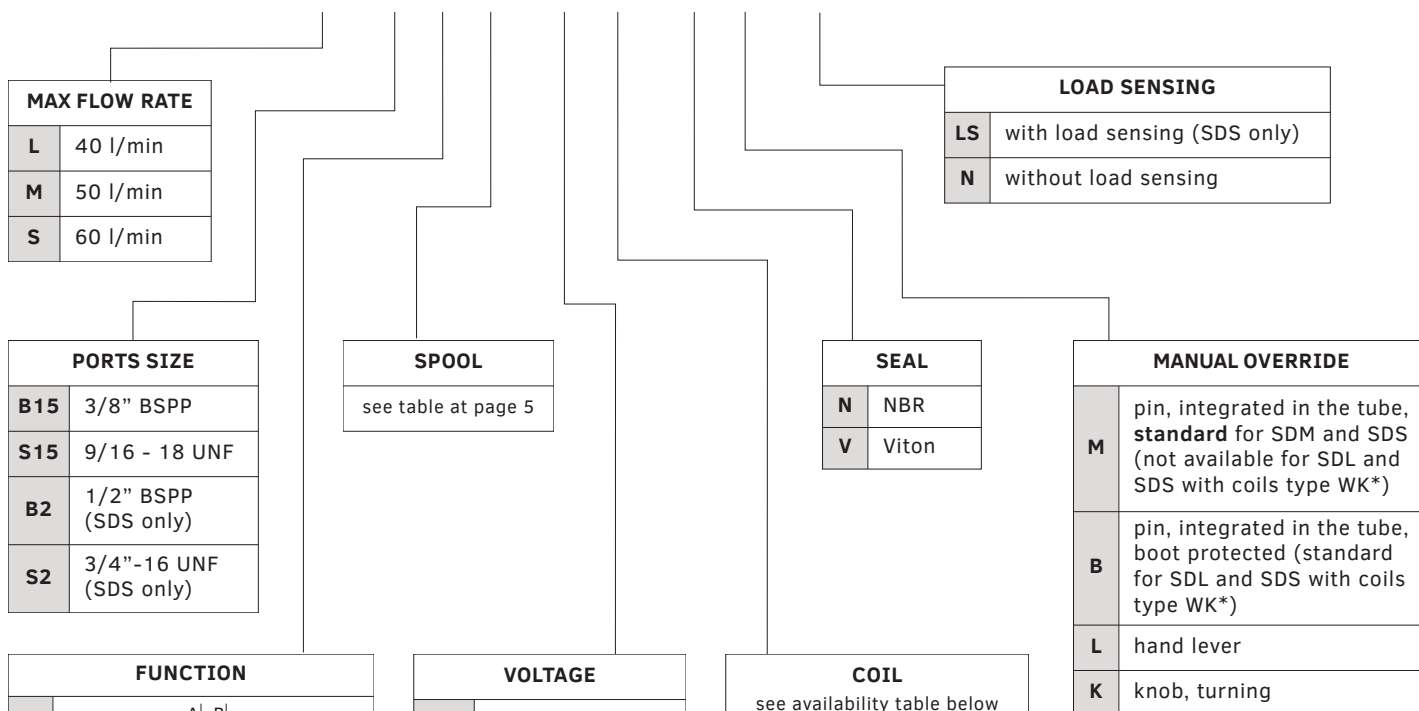 MAX FLOW RATE
L 40 l/min
M 50 l/min
S 60 l/min
LOAD SENSING
LS with load sensing (SDS only)
N without load sensing
PORTS SIZE
B15 3/8” BSPP
S15 9/16 - 18 UNF
B2 1/2” BSPP
(SDS only)
S2 3/4”-16 UNF
(SDS only)
SPOOL
see table at page 5
SEAL
N NBR
V Viton
MANUAL OVERRIDE
M pin, integrated in the tube,
standard for SDM and SDS
(not available for SDL and
SDS with coils type WK*)
B pin, integrated in the tube,
boot protected (standard
for SDL and SDS with coils
type WK*)
L hand lever
K knob, turning
FUNCTION
A B
VOLTAGE
COIL
see availability table below